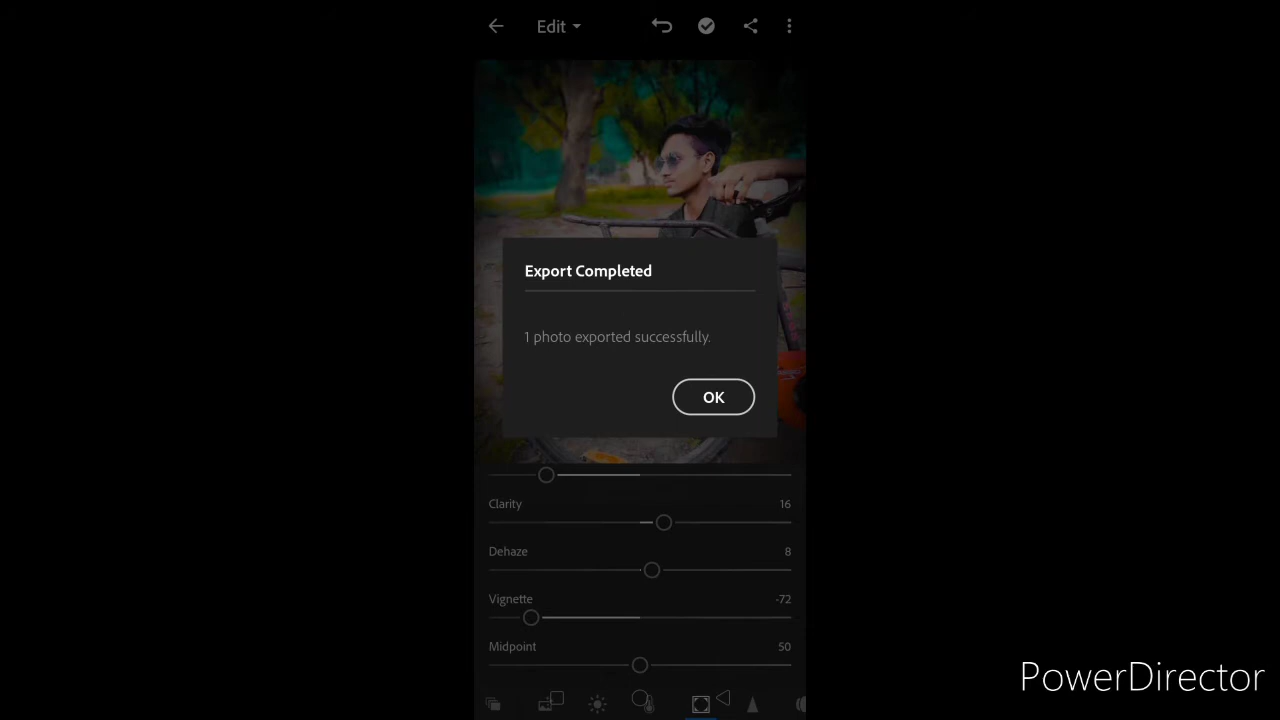 Edit
Export Completed
1 photo exported successfully.
OK
Clarity 16
Dehaze 8
Vignette -72
Midpoint 50
PowerDirector